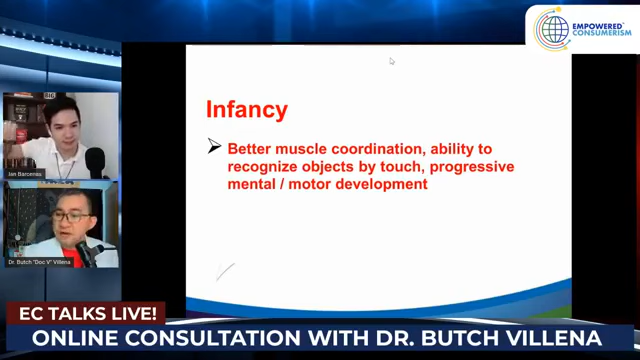 EMPOWERED
CONSUMERISM
Infancy
Better muscle coordination, ability to
recognize objects by touch, progressive
mental / motor development
Ian Barcenas
Dr. Butch "Doc V" Villena
EC TALKS LIVE!
ONLINE CONSULTATION WITH DR. BUTCH VILLENA